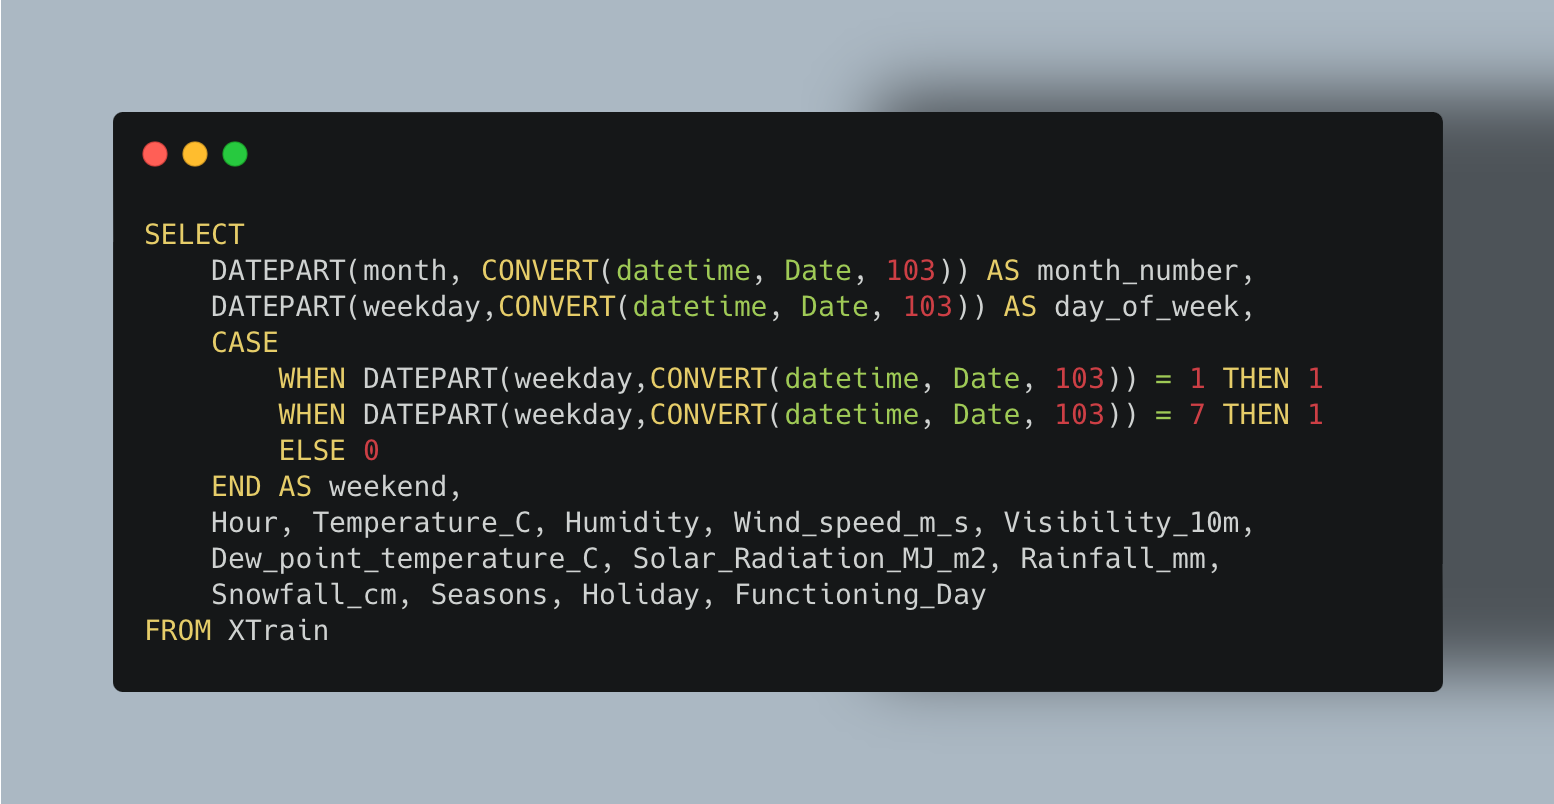 SELECT
    DATEPART(month, CONVERT(datetime, Date, 103)) AS month_number,
    DATEPART(weekday,CONVERT(datetime, Date, 103)) AS day_of_week,
    CASE
        WHEN DATEPART(weekday,CONVERT(datetime, Date, 103)) = 1 THEN 1
        WHEN DATEPART(weekday,CONVERT(datetime, Date, 103)) = 7 THEN 1
        ELSE 0
    END AS weekend,
    Hour, Temperature_C, Humidity, Wind_speed_m_s, Visibility_10m,
    Dew_point_temperature_C, Solar_Radiation_MJ_m2, Rainfall_mm,
    Snowfall_cm, Seasons, Holiday, Functioning_Day
FROM XTrain